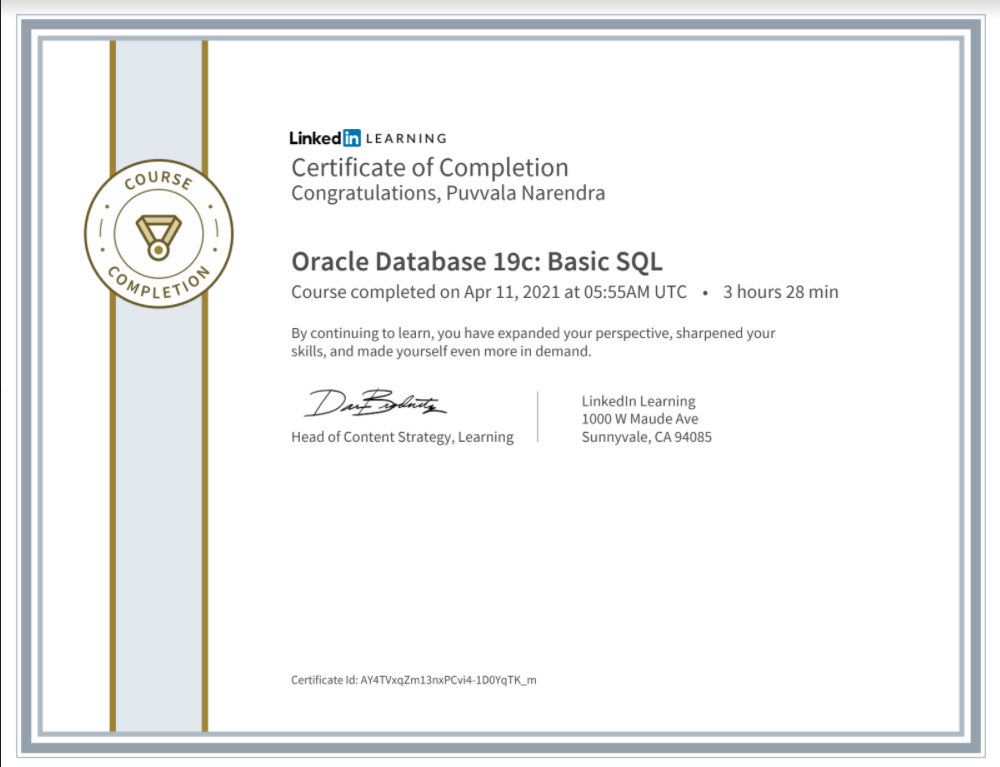 LinkedIn LEARNING
Certificate of Completion
Congratulations, Puvvala Narendra
COURSE
COMPLETION
Oracle Database 19c: Basic SQL
Course completed on Apr 11, 2021 at 05:55AM UTC • 3 hours 28 min
By continuing to learn, you have expanded your perspective, sharpened your
skills, and made yourself even more in demand.
Head of Content Strategy, Learning
LinkedIn Learning
1000 W Maude Ave
Sunnyvale, CA 94085
Certificate Id: AY4TVxqZm13nxPCvi4-1D0YqTK_m